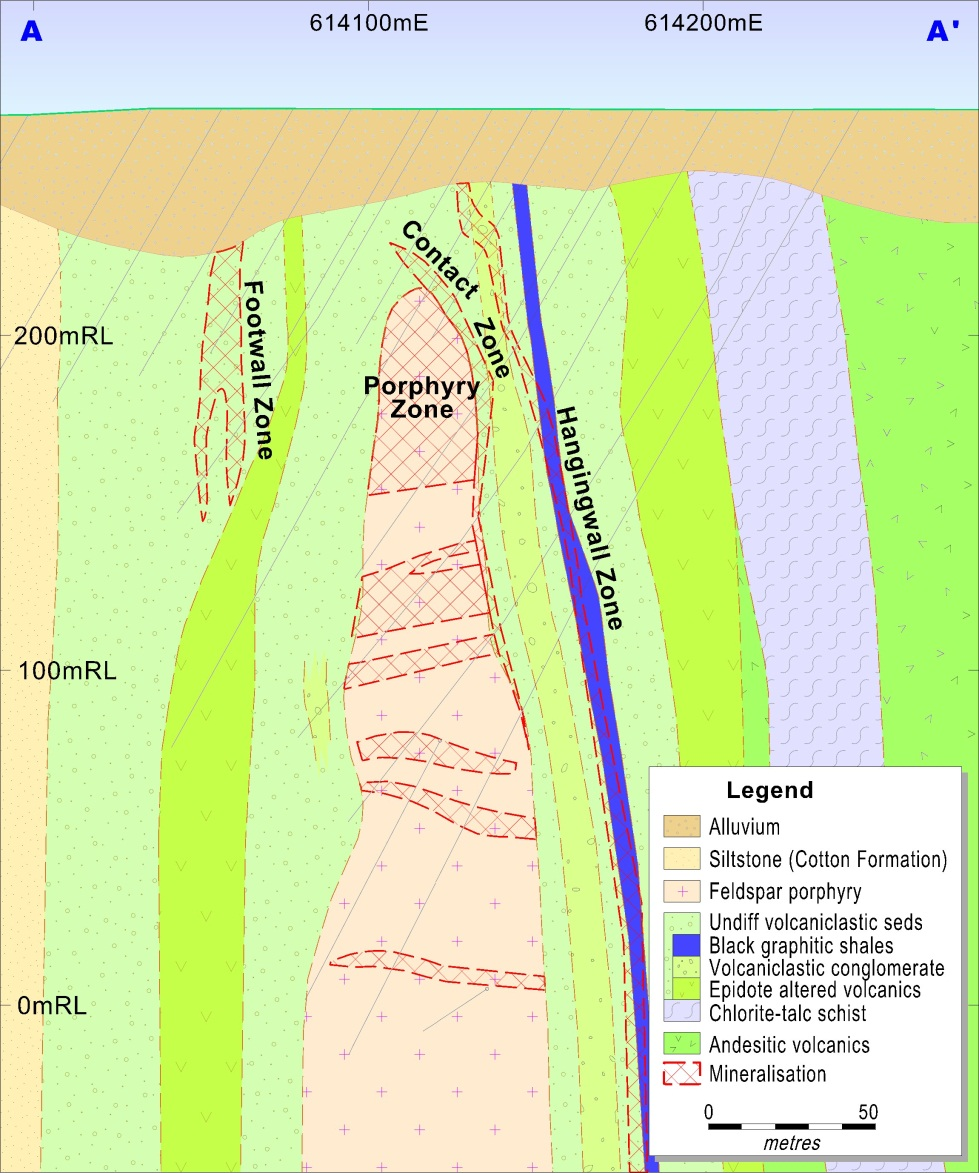 A
614100mE
614200mE
A'
Contact
Zone
Footwall Zone
200mRL
Porphyry
Zone
Hangingwall Zone
100mRL
0mRL
Legend
Alluvium
Siltstone (Cotton Formation)
Feldspar porphyry
Undiff volcaniclastic seds
Black graphitic shales
Volcaniclastic conglomerate
Epidote altered volcanics
Chlorite-talc schist
Andesitic volcanics
Mineralisation
0 50
metres